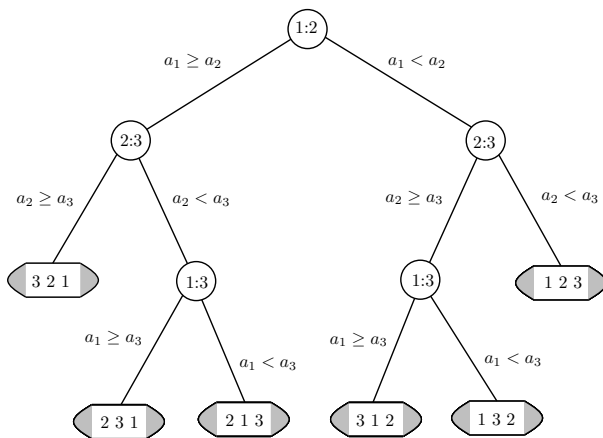 1:2
a₁ ≥ a₂
a₁ < a₂
2:3
2:3
a₂ ≥ a₃
a₂ < a₃
a₂ ≥ a₃
a₂ < a₃
3 2 1
1:3
1:3
1 2 3
a₁ ≥ a₃
a₁ < a₃
a₁ ≥ a₃
a₁ < a₃
2 3 1
2 1 3
3 1 2
1 3 2